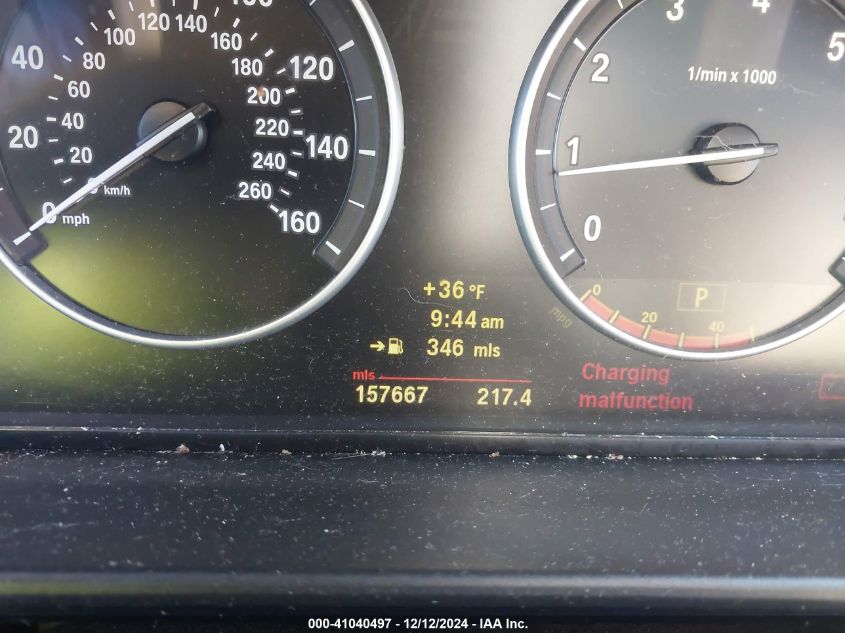 20
40
120
140
160
0 mph
20
40
60
80
100
120
140
160
180
200
220
240
260
0 km/h
0
1
2
3
4
5
1/min x 1000
+36 °F
9:44 am
346 mls
mls
157667 217.4
P
0
20
40
mpg
Charging
malfunction
000-41040497 - 12/12/2024 - IAA Inc.